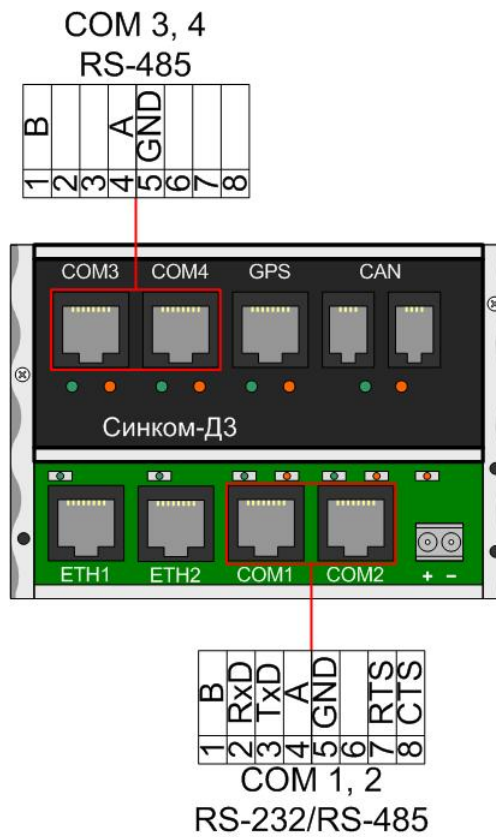 COM 3, 4
RS-485
B A GND
1 2 3 4 5 6 7 8
COM3 COM4 GPS CAN
Синком-Д3
ETH1 ETH2 COM1 COM2 + -
B RxD TxD A GND RTS CTS
1 2 3 4 5 6 7 8
COM 1, 2
RS-232/RS-485